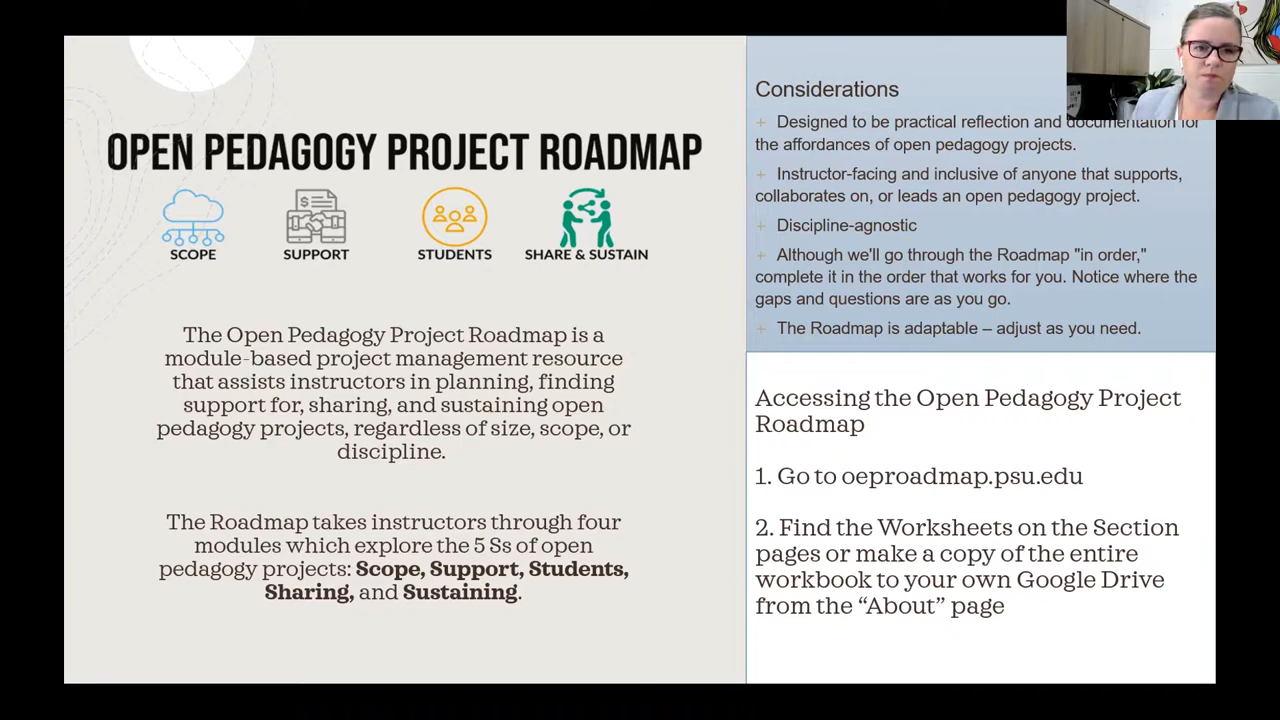 OPEN PEDAGOGY PROJECT ROADMAP
SCOPE
SUPPORT
STUDENTS
SHARE & SUSTAIN
The Open Pedagogy Project Roadmap is a
module-based project management resource
that assists instructors in planning, finding
support for, sharing, and sustaining open
pedagogy projects, regardless of size, scope, or
discipline.
The Roadmap takes instructors through four
modules which explore the 5 Ss of open
pedagogy projects: Scope, Support, Students,
Sharing, and Sustaining.
Considerations
+ Designed to be practical reflection and documentation for
the affordances of open pedagogy projects.
+ Instructor-facing and inclusive of anyone that supports,
collaborates on, or leads an open pedagogy project.
+ Discipline-agnostic
+ Although we'll go through the Roadmap "in order,"
complete it in the order that works for you. Notice where the
gaps and questions are as you go.
+ The Roadmap is adaptable – adjust as you need.
Accessing the Open Pedagogy Project
Roadmap
1. Go to oeproadmap.psu.edu
2. Find the Worksheets on the Section
pages or make a copy of the entire
workbook to your own Google Drive
from the “About” page